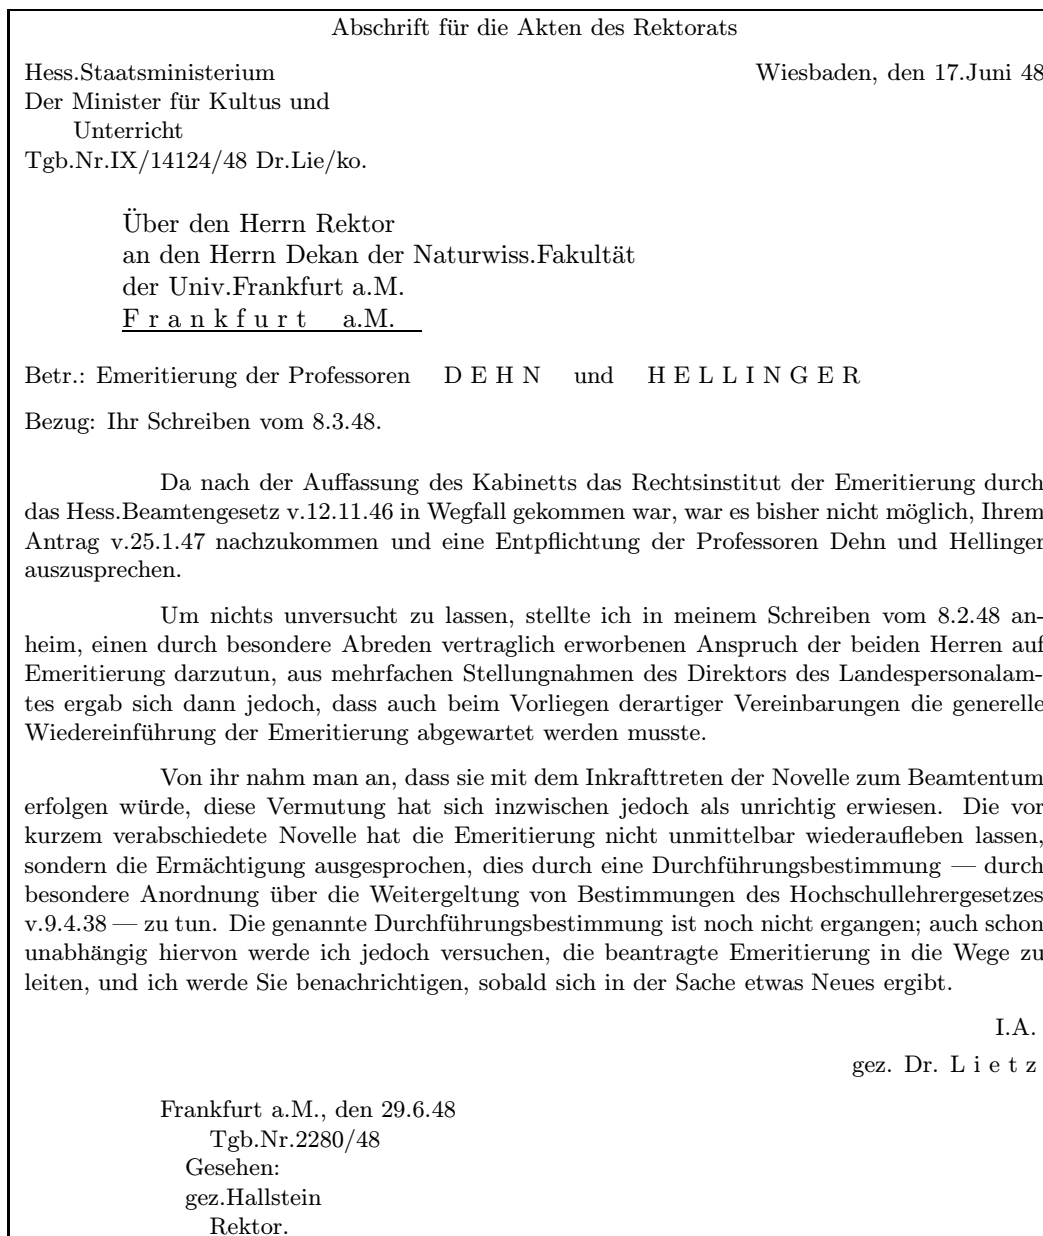 Abschrift für die Akten des Rektorats
Hess.Staatsministerium Wiesbaden, den 17.Juni 48
Der Minister für Kultus und
Unterricht
Tgb.Nr.IX/14124/48 Dr.Lie/ko.
Über den Herrn Rektor
an den Herrn Dekan der Naturwiss.Fakultät
der Univ.Frankfurt a.M.
F r a n k f u r t a.M.
Betr.: Emeritierung der Professoren D E H N und H E L L I N G E R
Bezug: Ihr Schreiben vom 8.3.48.
Da nach der Auffassung des Kabinetts das Rechtsinstitut der Emeritierung durch
das Hess.Beamtengesetz v.12.11.46 in Wegfall gekommen war, war es bisher nicht möglich, Ihrem
Antrag v.25.1.47 nachzukommen und eine Entpflichtung der Professoren Dehn und Hellinger
auszusprechen.
Um nichts unversucht zu lassen, stellte ich in meinem Schreiben vom 8.2.48 an-
heim, einen durch besondere Abreden vertraglich erworbenen Anspruch der beiden Herren auf
Emeritierung darzutun, aus mehrfachen Stellungnahmen des Direktors des Landespersonalam-
tes ergab sich dann jedoch, dass auch beim Vorliegen derartiger Vereinbarungen die generelle
Wiedereinführung der Emeritierung abgewartet werden musste.
Von ihr nahm man an, dass sie mit dem Inkrafttreten der Novelle zum Beamtentum
erfolgen würde, diese Vermutung hat sich inzwischen jedoch als unrichtig erwiesen. Die vor
kurzem verabschiedete Novelle hat die Emeritierung nicht unmittelbar wiederaufleben lassen,
sondern die Ermächtigung ausgesprochen, dies durch eine Durchführungsbestimmung — durch
besondere Anordnung über die Weitergeltung von Bestimmungen des Hochschullehrergesetzes
v.9.4.38 — zu tun. Die genannte Durchführungsbestimmung ist noch nicht ergangen; auch schon
unabhängig hiervon werde ich jedoch versuchen, die beantragte Emeritierung in die Wege zu
leiten, und ich werde Sie benachrichtigen, sobald sich in der Sache etwas Neues ergibt.
I.A.
gez. Dr. L i e t z
Frankfurt a.M., den 29.6.48
Tgb.Nr.2280/48
Gesehen:
gez.Hallstein
Rektor.